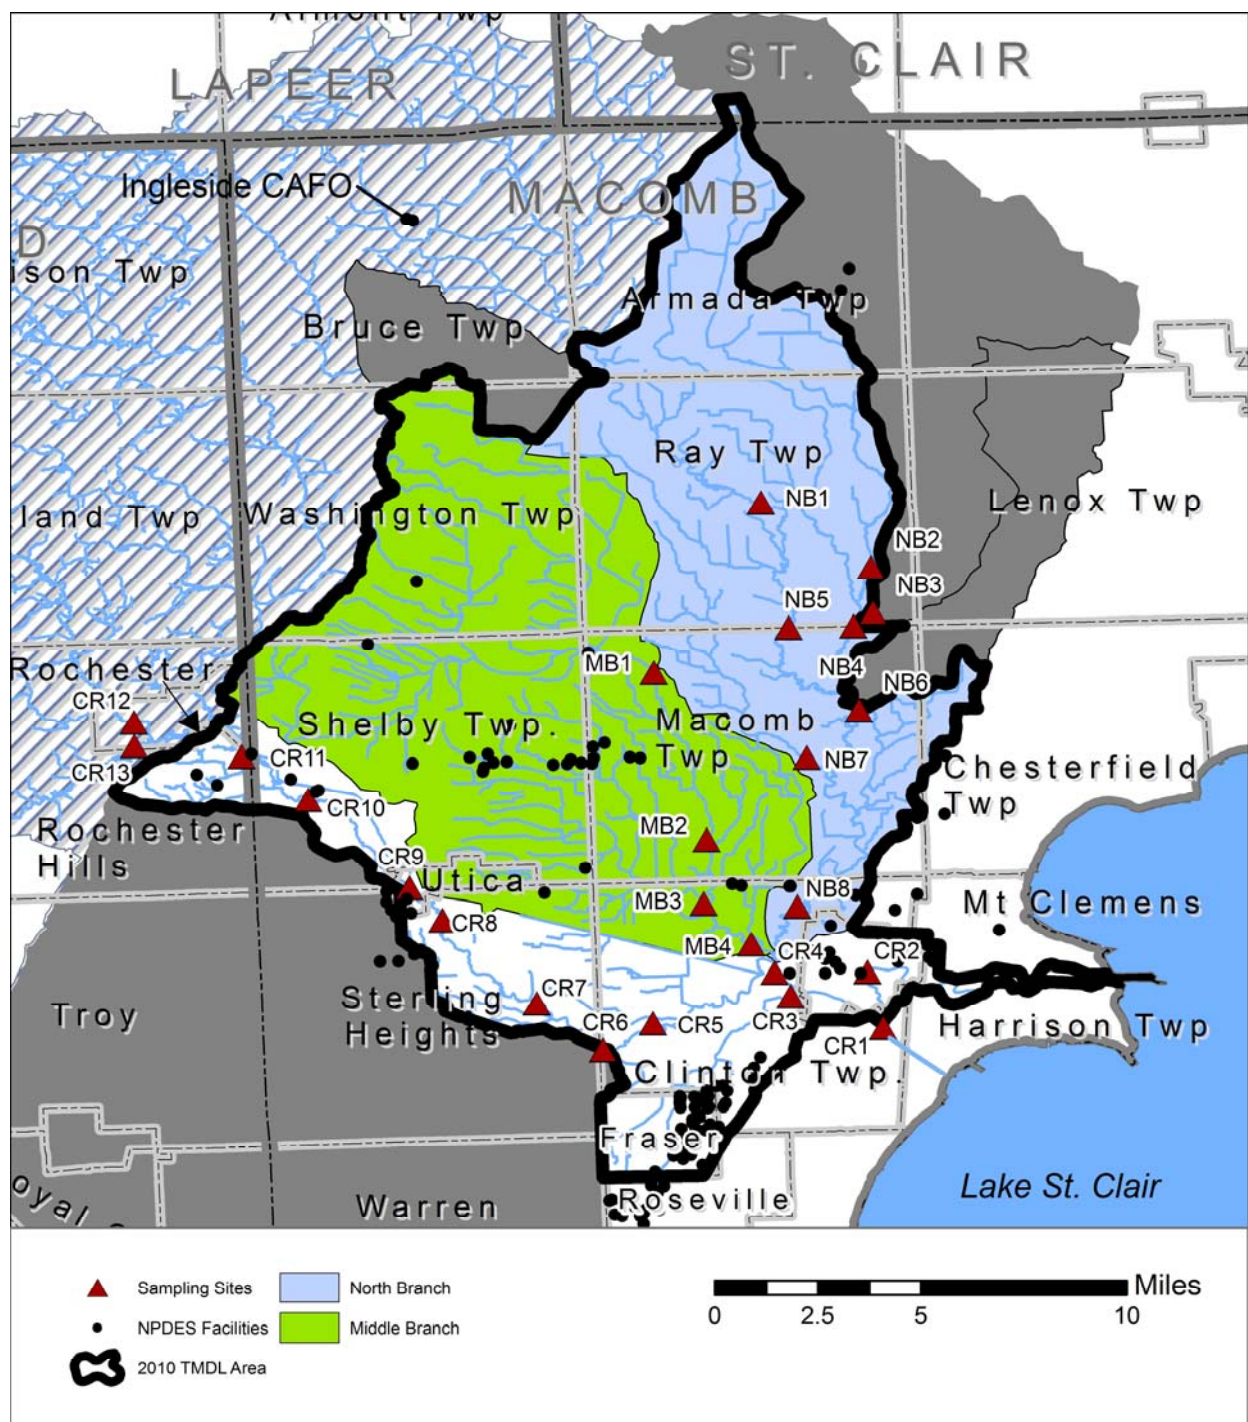 Almont Twp
ST. CLAIR
LAPEER
Ingleside CAFO
MACOMB
D
ison Twp
Armada Twp
Bruce Twp
Ray Twp
NB1
Lenox Twp
land Twp
Washington Twp
NB2
NB3
NB5
NB4
MB1
Rochester
NB6
CR12
Shelby Twp.
Macomb
Twp
CR11
NB7
Chesterfield
Twp
CR13
CR10
Rochester
Hills
MB2
CR9
Utica
NB8
MB3
Mt Clemens
CR8
MB4
CR4
CR2
CR7
Sterling
Heights
Troy
CR6
CR5
CR3
CR1
Harrison Twp
Clinton Twp.
Fraser
oyal
Warren
Roseville
Lake St. Clair
Sampling Sites
North Branch
Miles
0
2.5
5
10
NPDES Facilities
Middle Branch
2010 TMDL Area